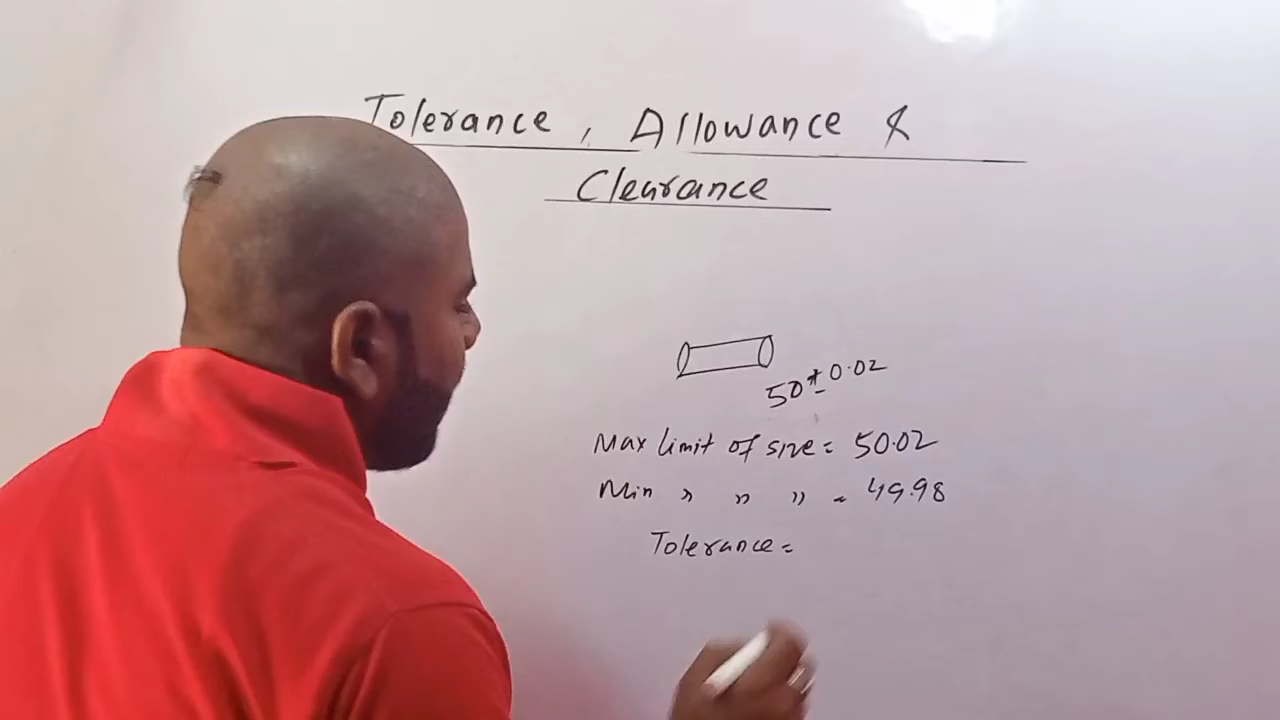 Tolerance, Allowance &
Clearance
50 ± 0.02
Max limit of size = 50.02
Min " " " = 49.98
Tolerance =